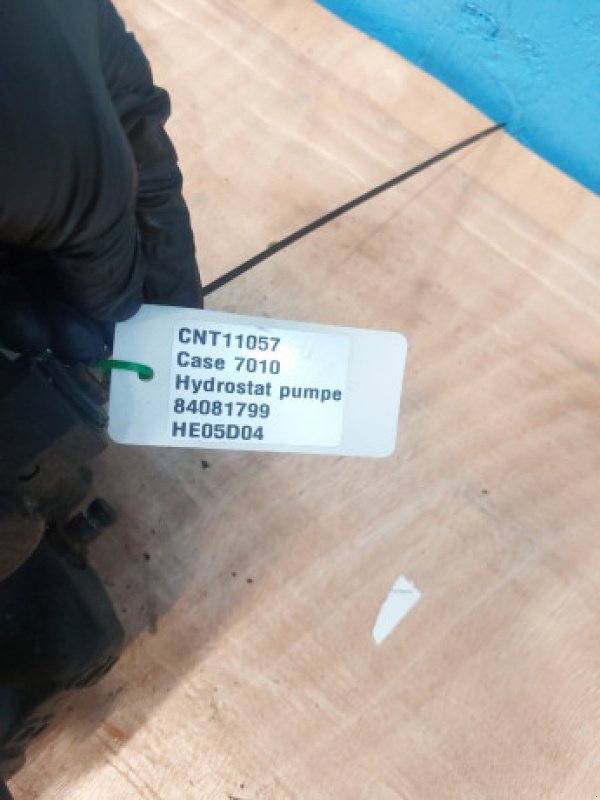 CNT11057
Case 7010
Hydrostat pumpe
84081799
HE05D04